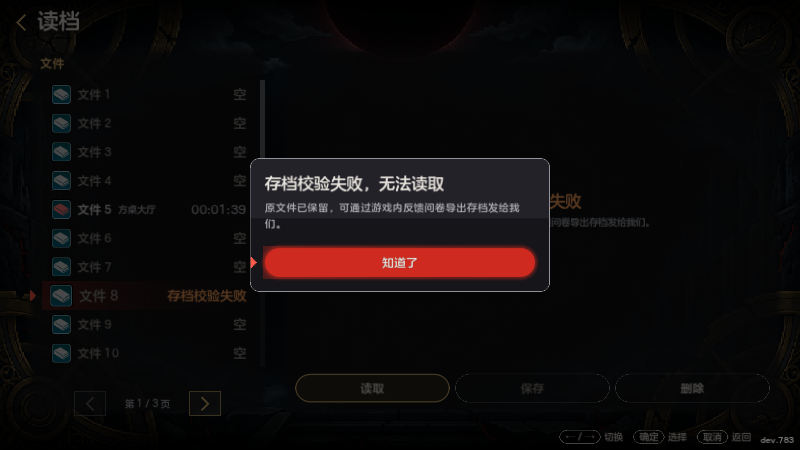 读档
文件
文件 1 空
文件 2 空
文件 3 空
文件 4 空
文件 5 方桌大厅 00:01:39
文件 6 空
文件 7 空
文件 8 存档校验失败
文件 9 空
文件 10 空
第 1 / 3 页
存档校验失败，无法读取
原文件已保留，可通过游戏内反馈问卷导出存档发给我
们。
知道了
失败
问卷导出存档发给我们。
读取
保存
删除
←/→ 切换 确定 选择 取消 返回
dev.783